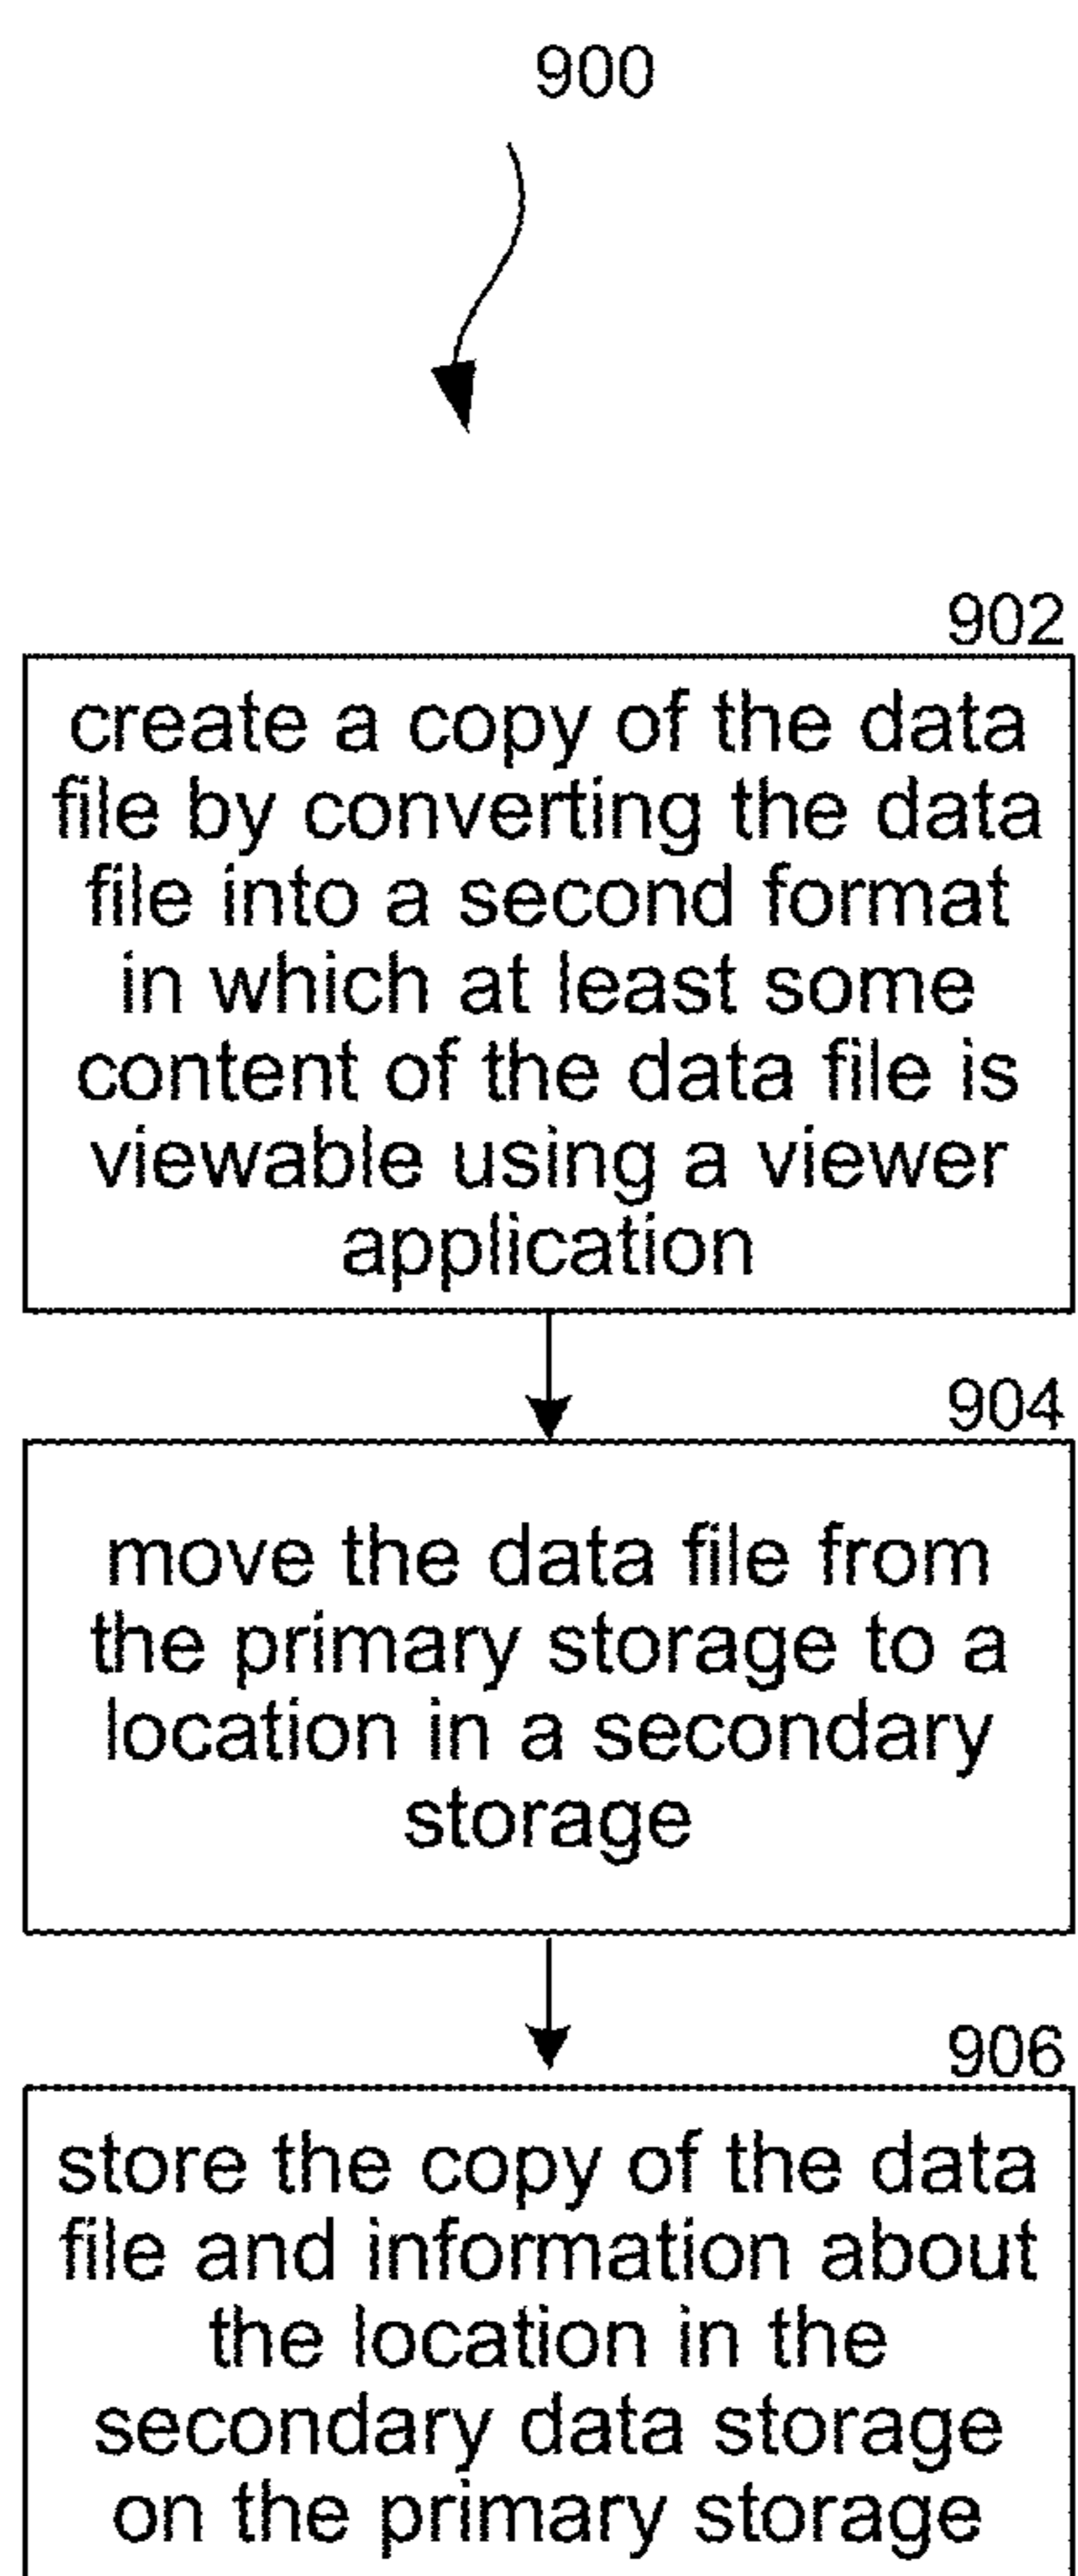 900
902
create a copy of the data
file by converting the data
file into a second format
in which at least some
content of the data file is
viewable using a viewer
application
904
move the data file from
the primary storage to a
location in a secondary
storage
906
store the copy of the data
file and information about
the location in the
secondary data storage
on the primary storage